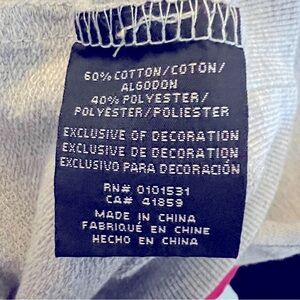 60% COTTON/COTON/
ALGODON
40% POLYESTER/
POLYESTER/POLIESTER
EXCLUSIVE OF DECORATION
EXCLUSIVE DE DECORATION
EXCLUSIVO PARA DECORACIÓN
RN# 0101531
CA# 41859
MADE IN CHINA
FABRIQUÉ EN CHINE
HECHO EN CHINA